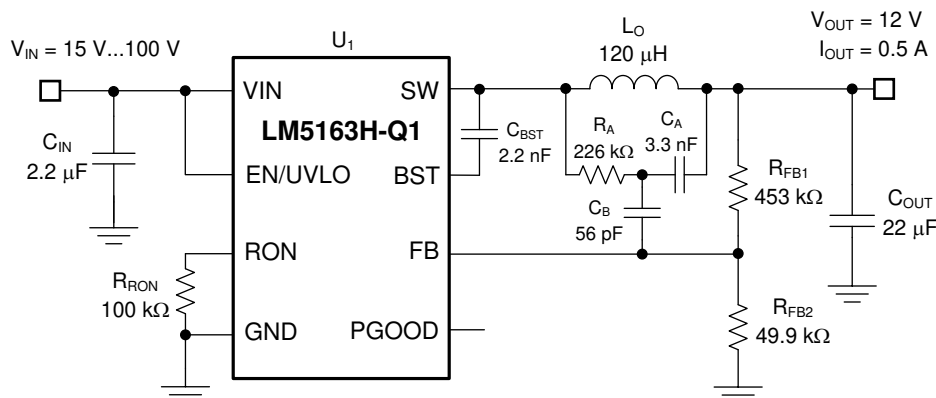 V_IN = 15 V...100 V
U_1
L_O
120 μH
V_OUT = 12 V
I_OUT = 0.5 A
VIN
SW
LM5163H-Q1
C_IN
2.2 μF
EN/UVLO
BST
C_BST
2.2 nF
R_A
226 kΩ
C_A
3.3 nF
C_B
56 pF
R_FB1
453 kΩ
C_OUT
22 μF
RON
FB
R_RON
100 kΩ
GND
PGOOD
R_FB2
49.9 kΩ